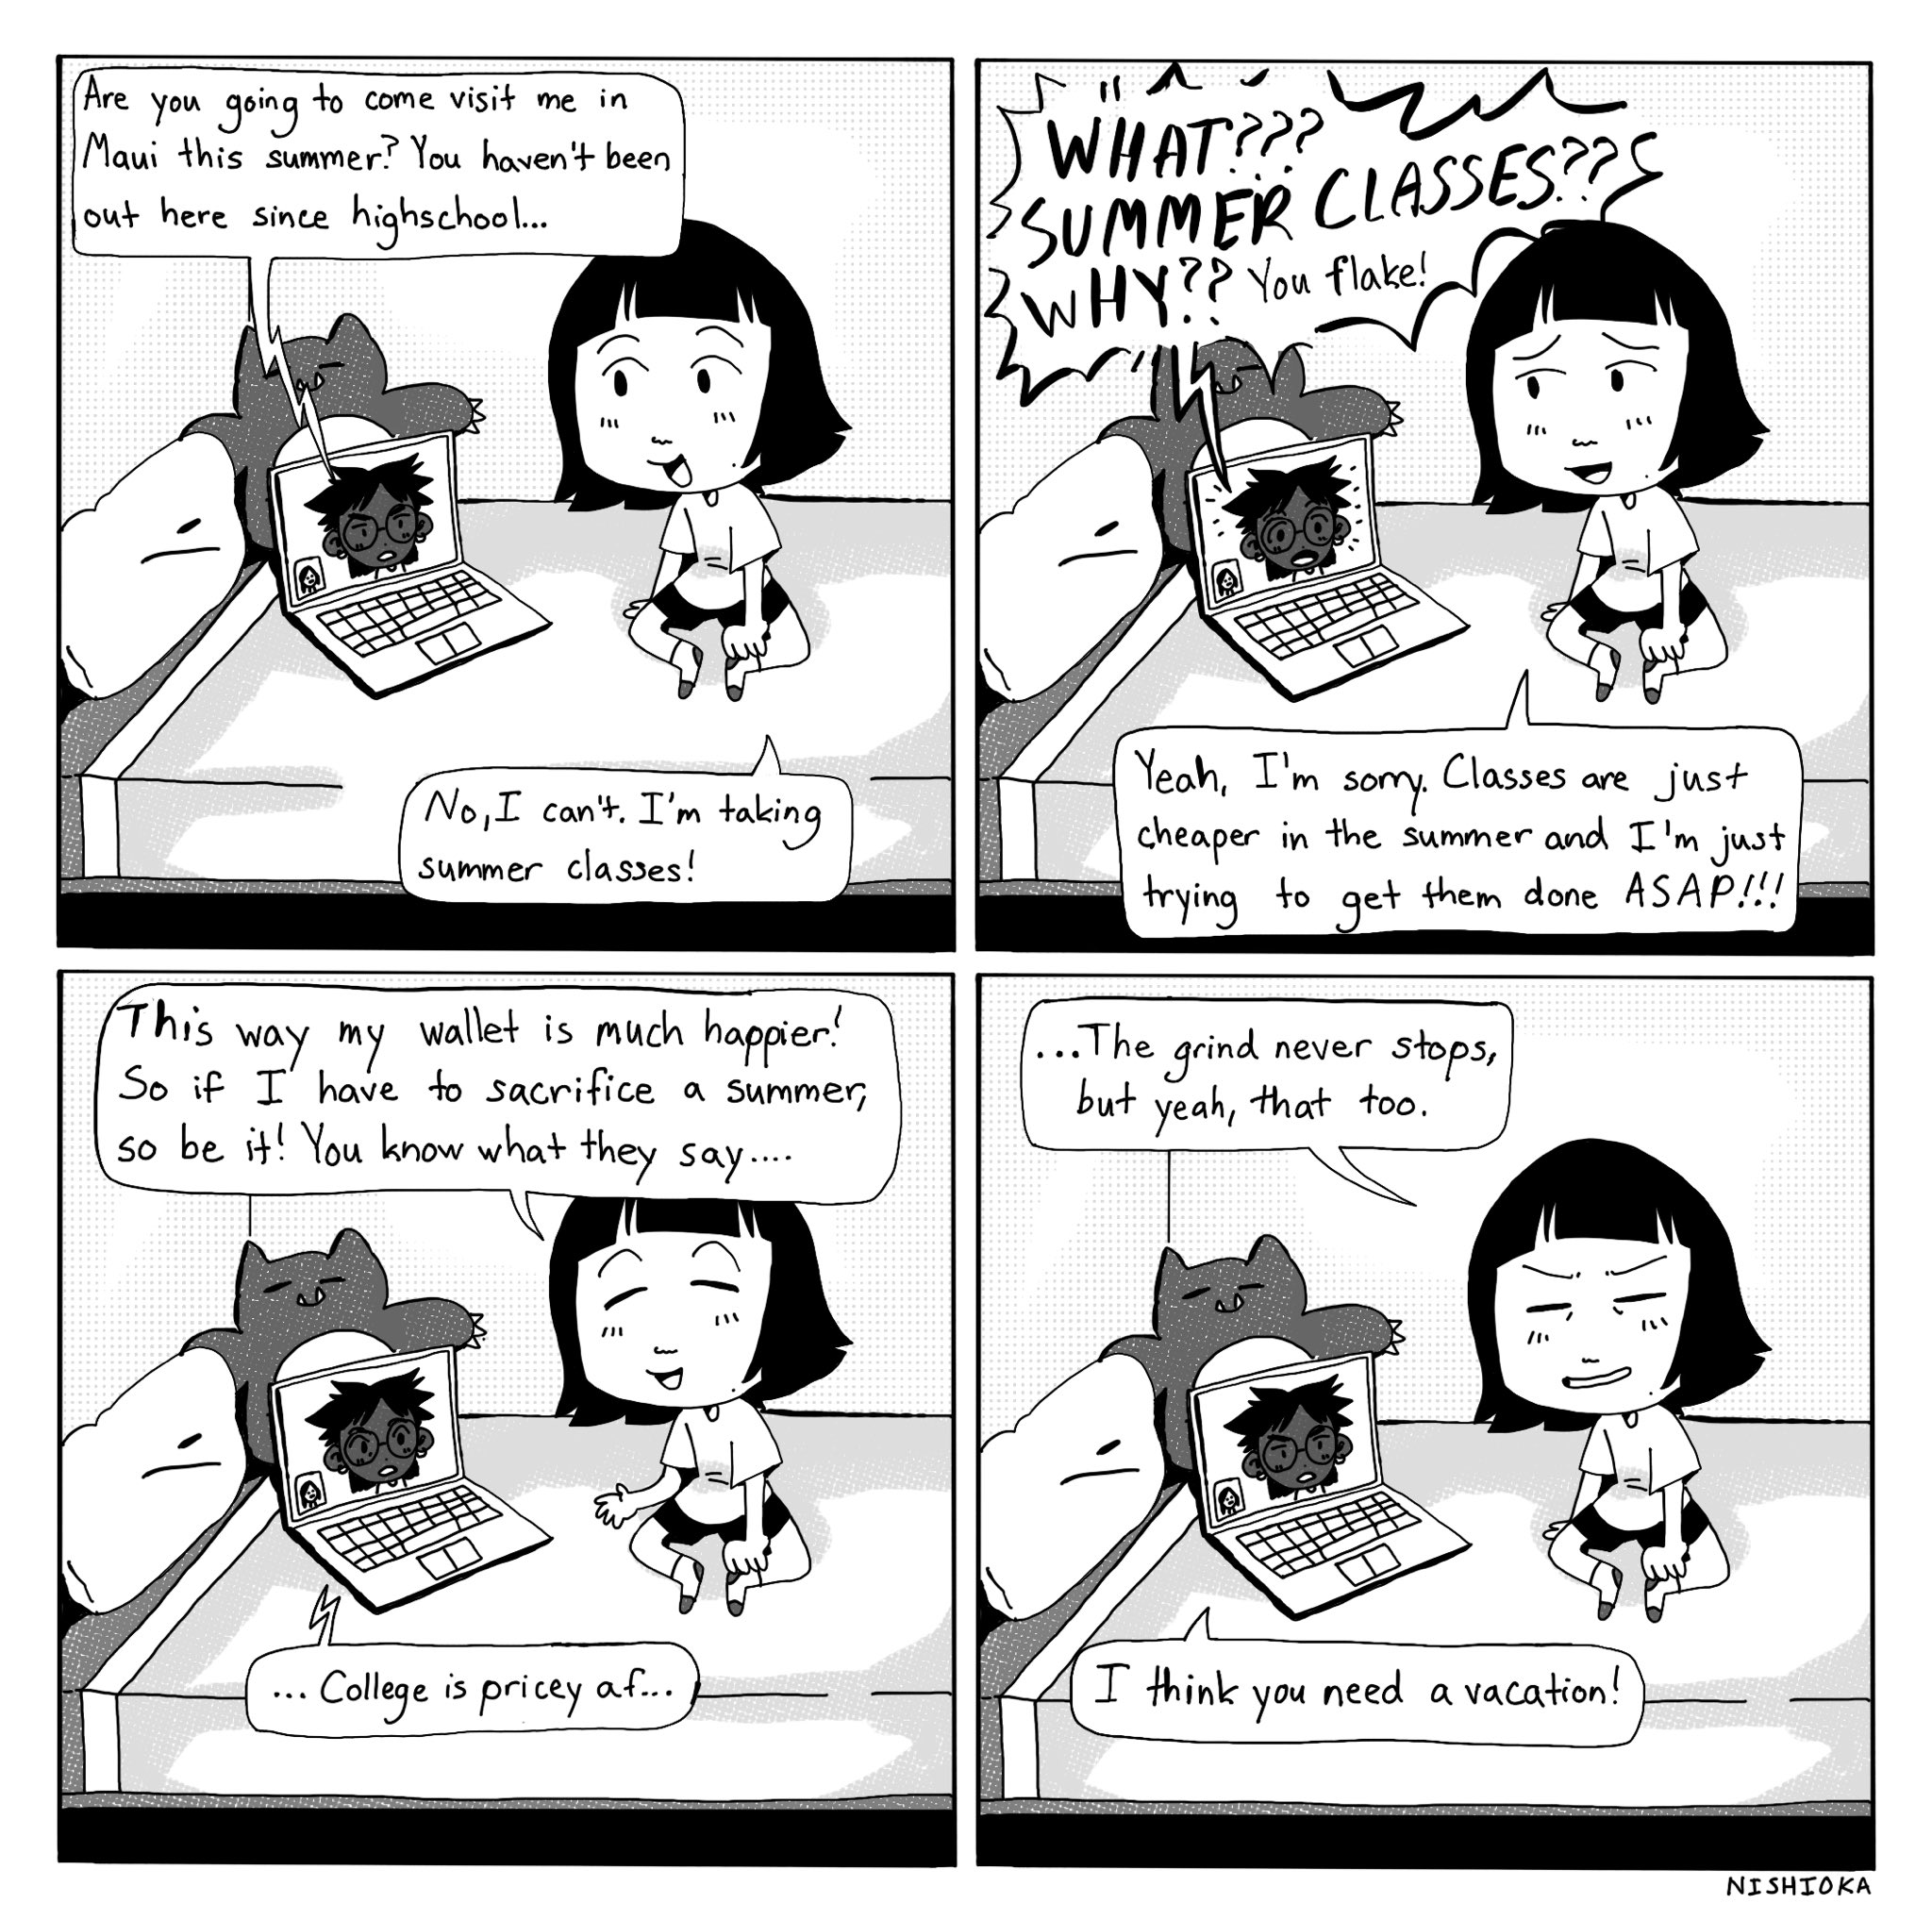 Are you going to come visit me in
Maui this summer? You haven't been
out here since highschool...
No, I can't. I'm taking
summer classes!
WHAT???
SUMMER CLASSES??
WHY?? You flake!
Yeah, I'm sorry. Classes are just
cheaper in the summer and I'm just
trying to get them done ASAP!!!
This way my wallet is much happier!
So if I have to sacrifice a summer,
so be it! You know what they say....
... College is pricey af...
...The grind never stops,
but yeah, that too.
I think you need a vacation!
NISHIOKA